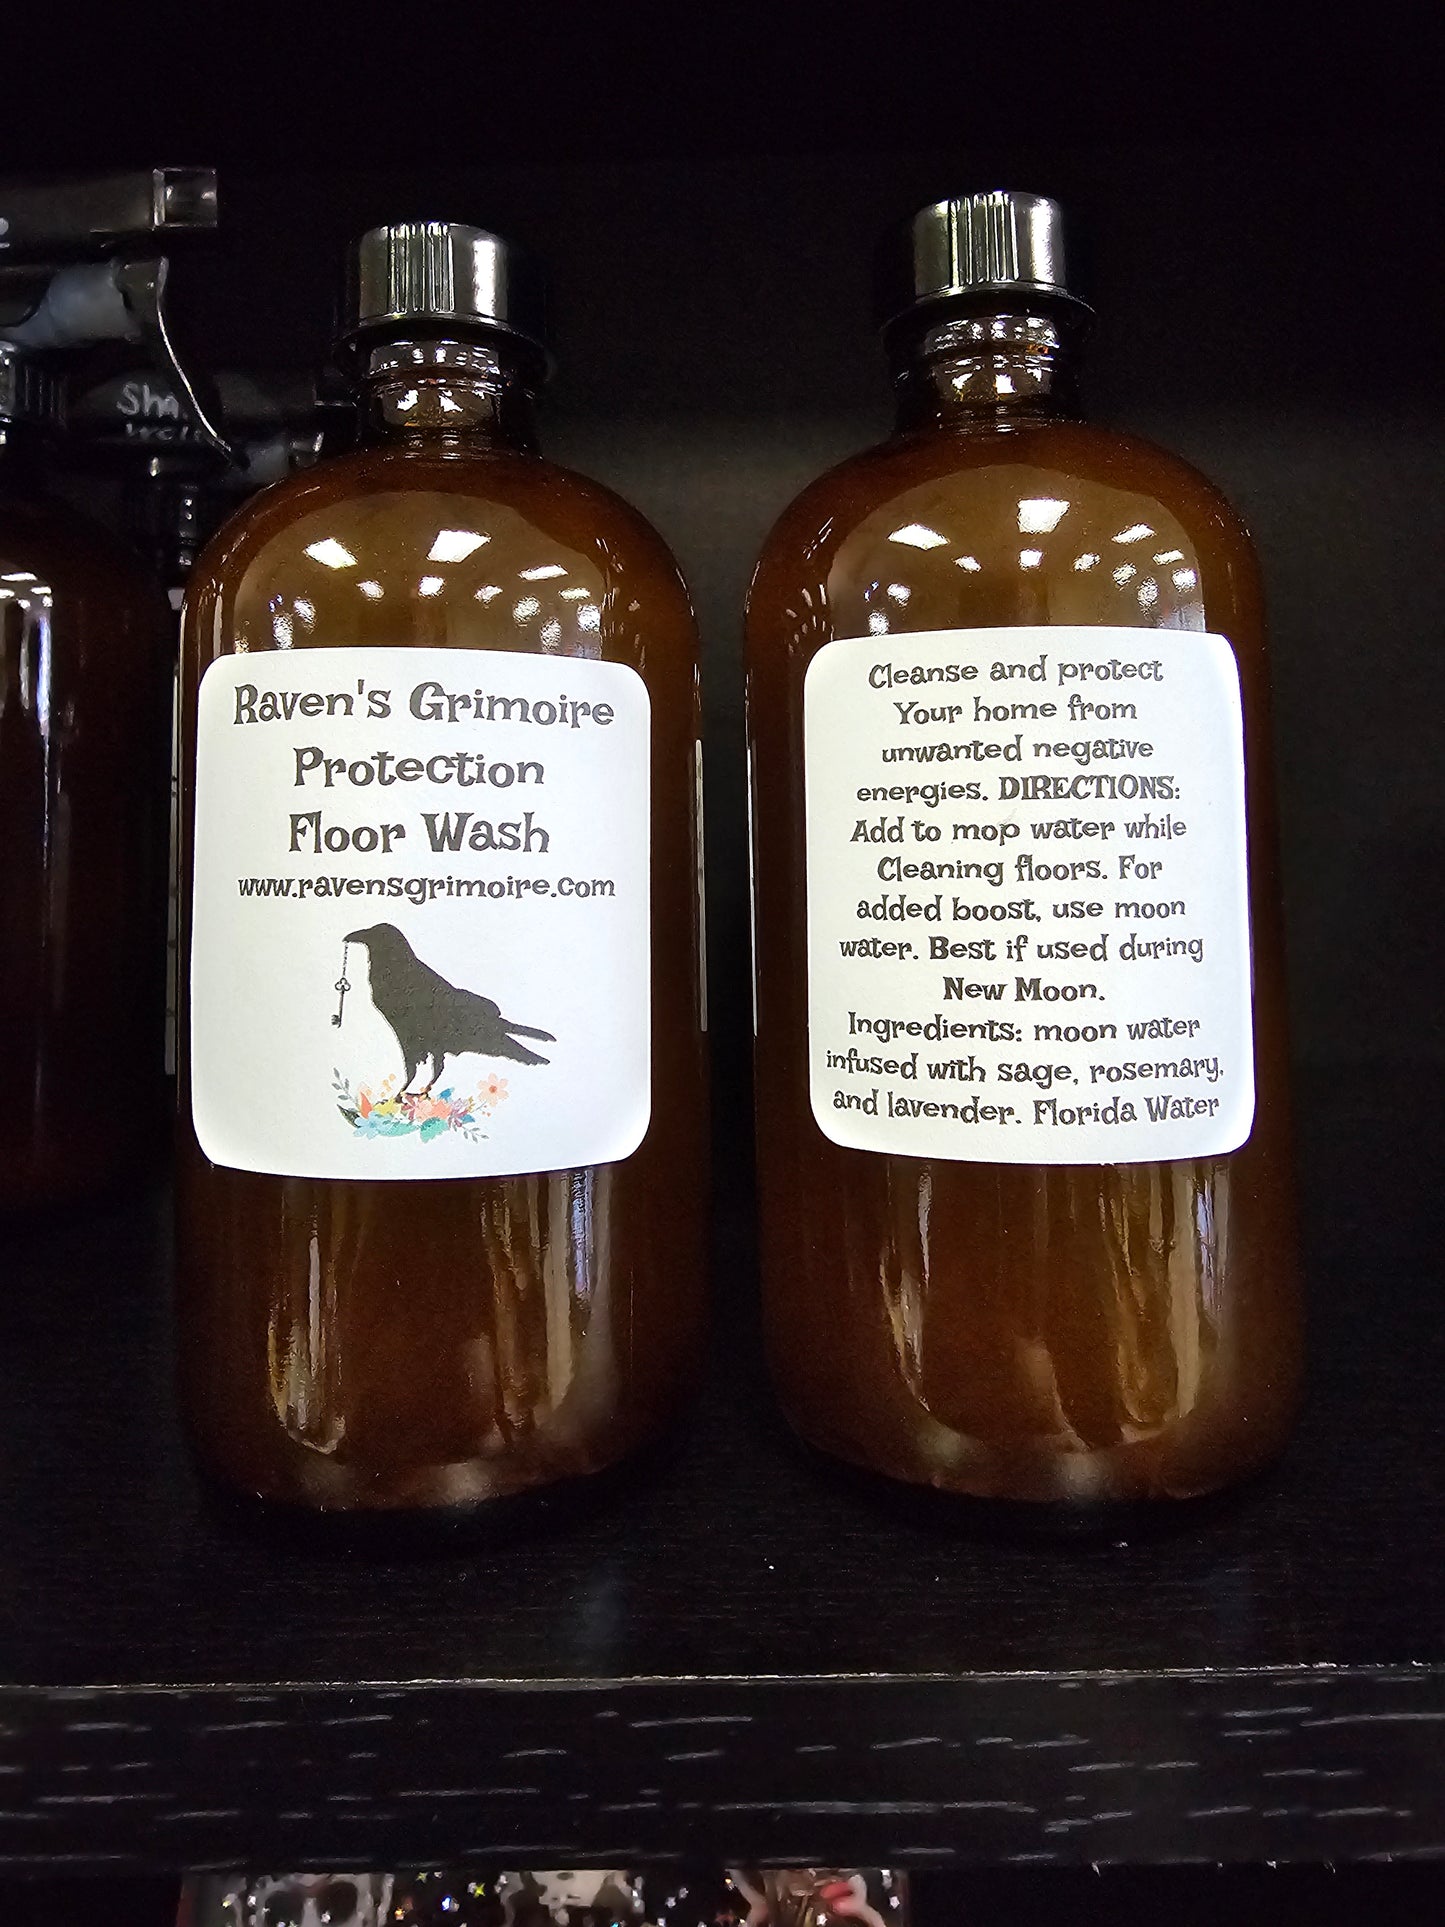 Raven's Grimoire
Protection
Floor Wash
www.ravensgrimoire.com
Cleanse and protect
Your home from
unwanted negative
energies. DIRECTIONS:
Add to mop water while
Cleaning floors. For
added boost, use moon
water. Best if used during
New Moon.
Ingredients: moon water
infused with sage, rosemary,
and lavender. Florida Water